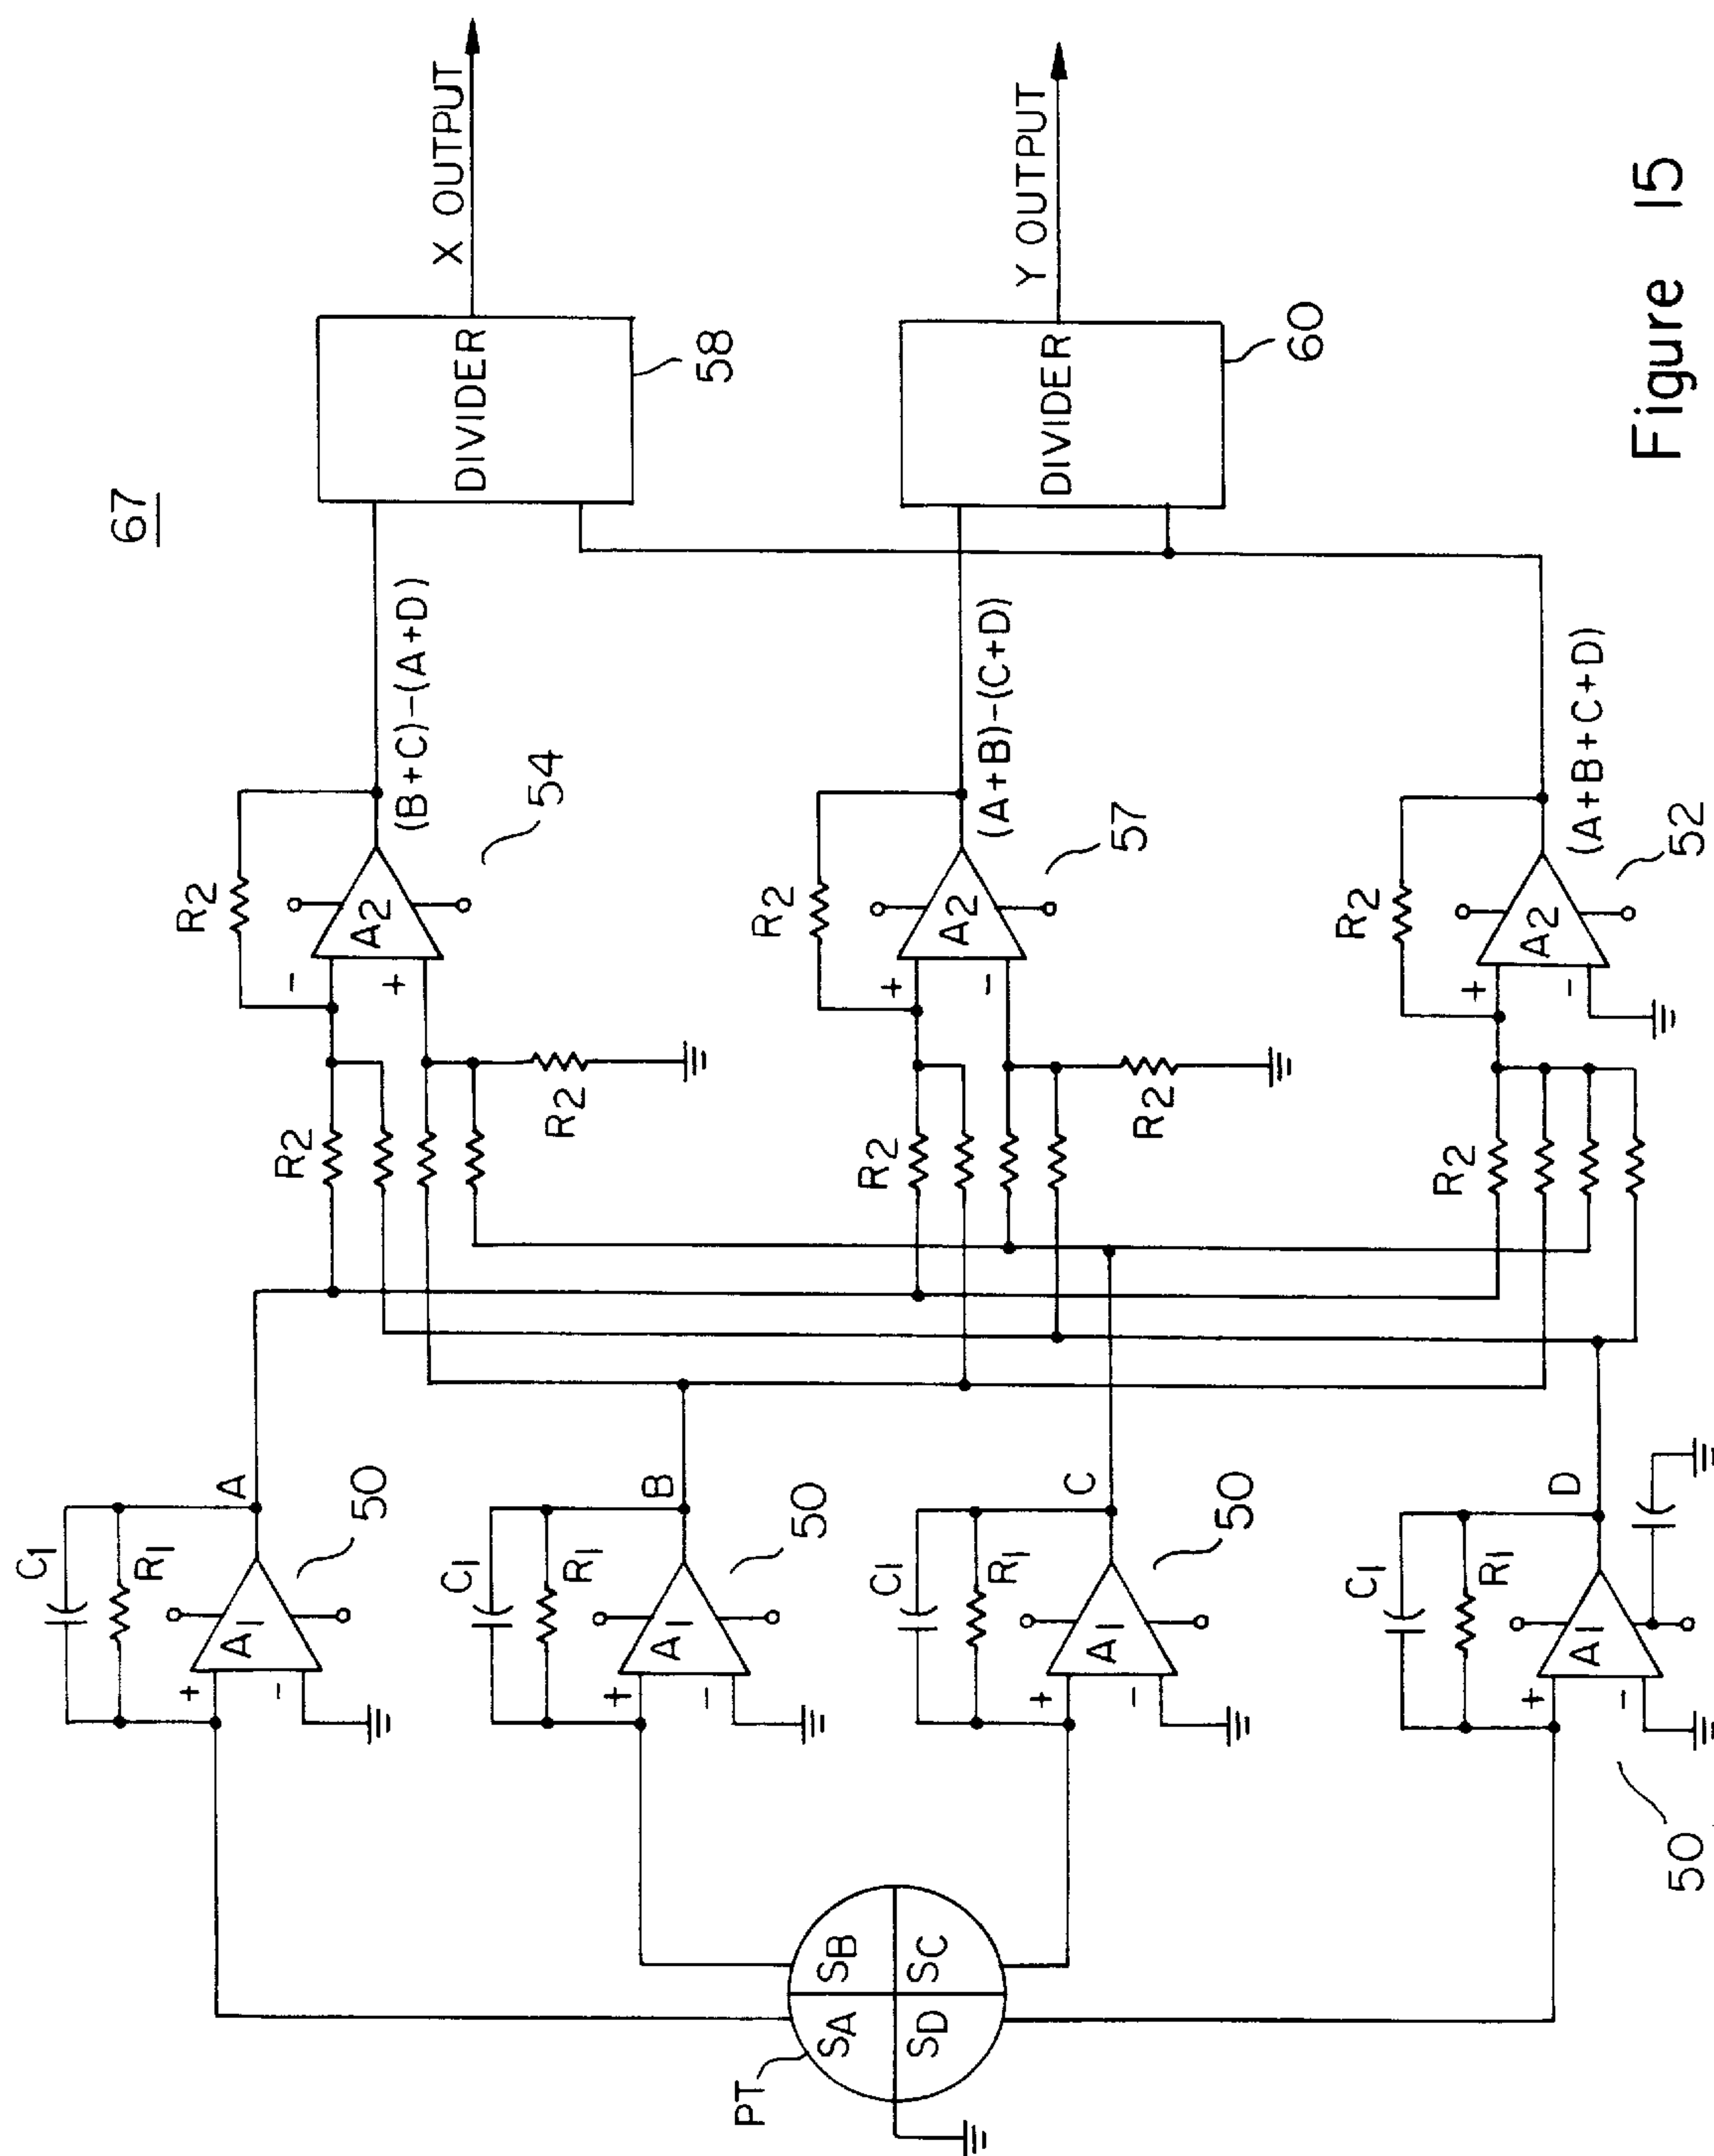 67
C1
R1
A1
+
-
A
50
C1
R1
A1
+
-
B
50
C1
R1
A1
+
-
C
50
C1
R1
A1
+
-
D
50
PT
SA
SB
SD
SC
R2
R2
R2
-
+
A2
54
(B+C)-(A+D)
R2
R2
R2
+
-
A2
57
(A+B)-(C+D)
R2
R2
+
-
A2
52
(A+B+C+D)
DIVIDER
58
X OUTPUT
DIVIDER
60
Y OUTPUT
Figure 15